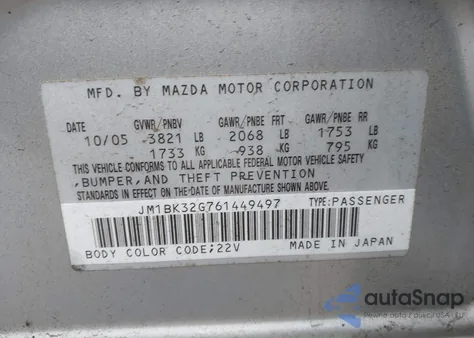 MFD. BY MAZDA MOTOR CORPORATION
DATE GVWR/PNBV GAWR/PNBE FRT GAWR/PNBE RR
10/05 3821 LB 2068 LB 1753 LB
1733 KG 938 KG 795 KG
THIS VEHICLE CONFORMS TO ALL APPLICABLE FEDERAL MOTOR VEHICLE SAFETY,
BUMPER, AND THEFT PREVENTION
STANDARDS IN EFFECT ON THE DATE OF MANUFACTURE SHOWN ABOVE.
JM1BK32G761449497 TYPE:PASSENGER
BODY COLOR CODE;22V MADE IN JAPAN
autoSnap